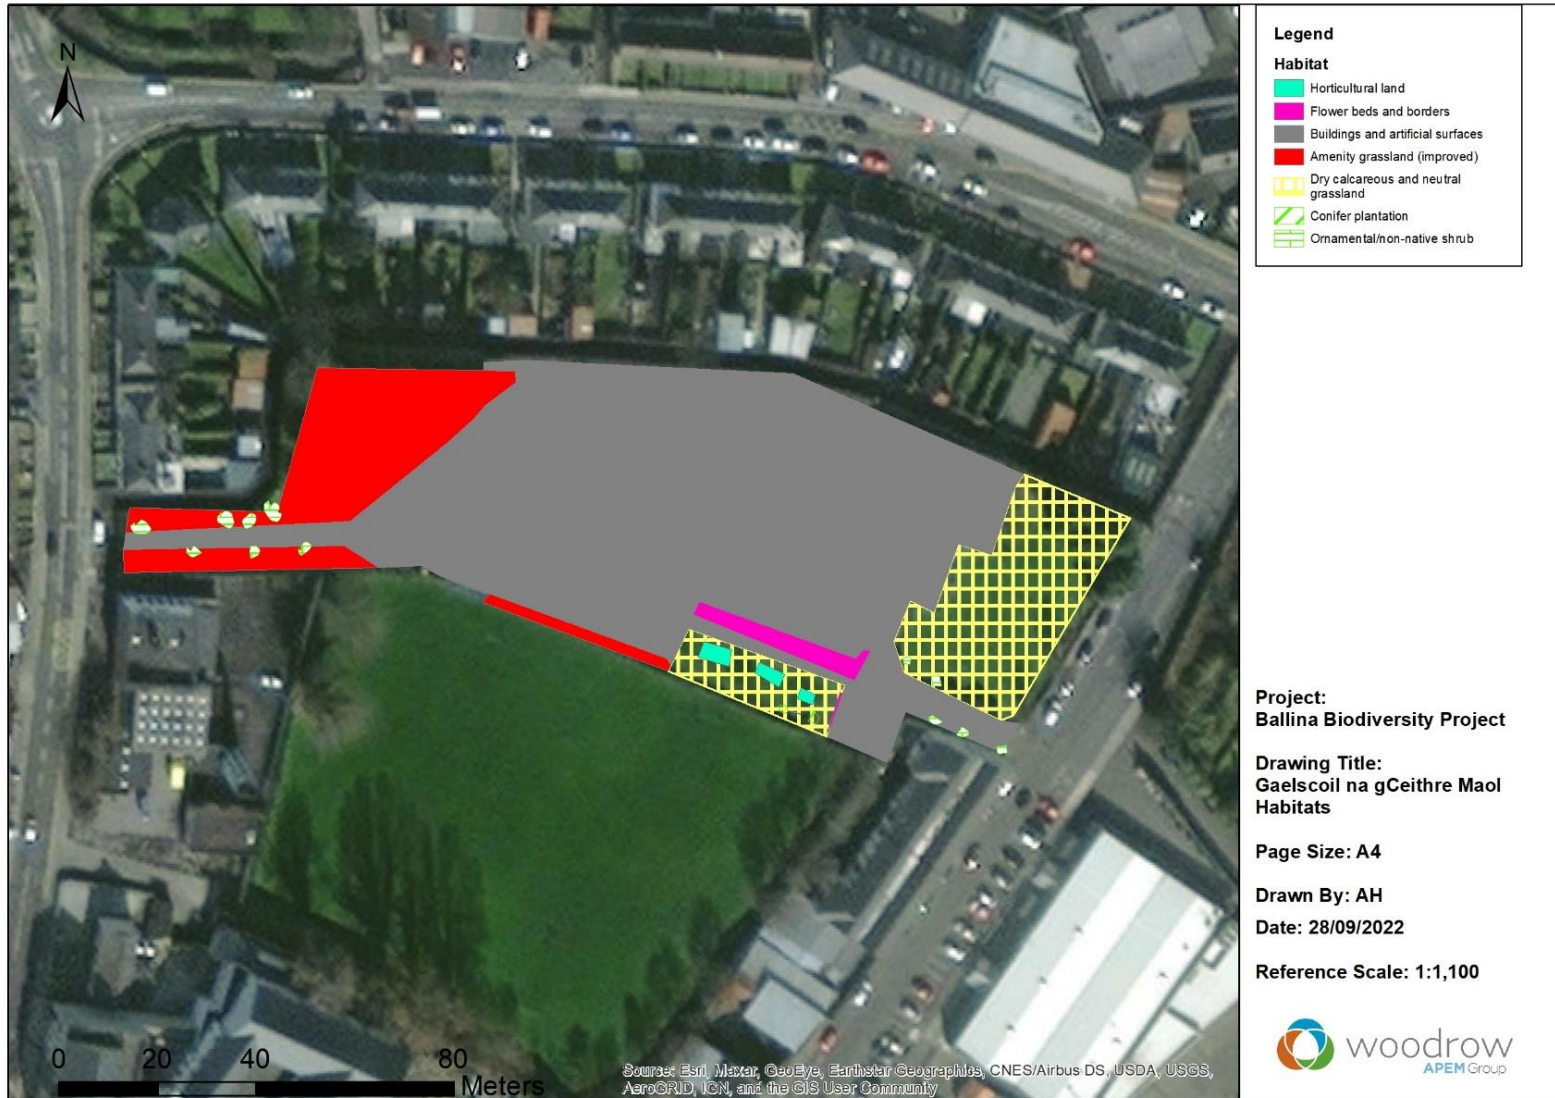 N
Legend
Habitat
Horticultural land
Flower beds and borders
Buildings and artificial surfaces
Amenity grassland (improved)
Dry calcareous and neutral
grassland
Conifer plantation
Ornamental/non-native shrub
Project:
Ballina Biodiversity Project
Drawing Title:
Gaelscoil na gCeithre Maol
Habitats
Page Size: A4
Drawn By: AH
Date: 28/09/2022
Reference Scale: 1:1,100
woodrow
APEM Group
0 20 40 80
Meters
Source: Esri, Maxar, GeoEye, Earthstar Geographics, CNES/Airbus DS, USDA, USGS,
AeroGRID, IGN, and the GIS User Community